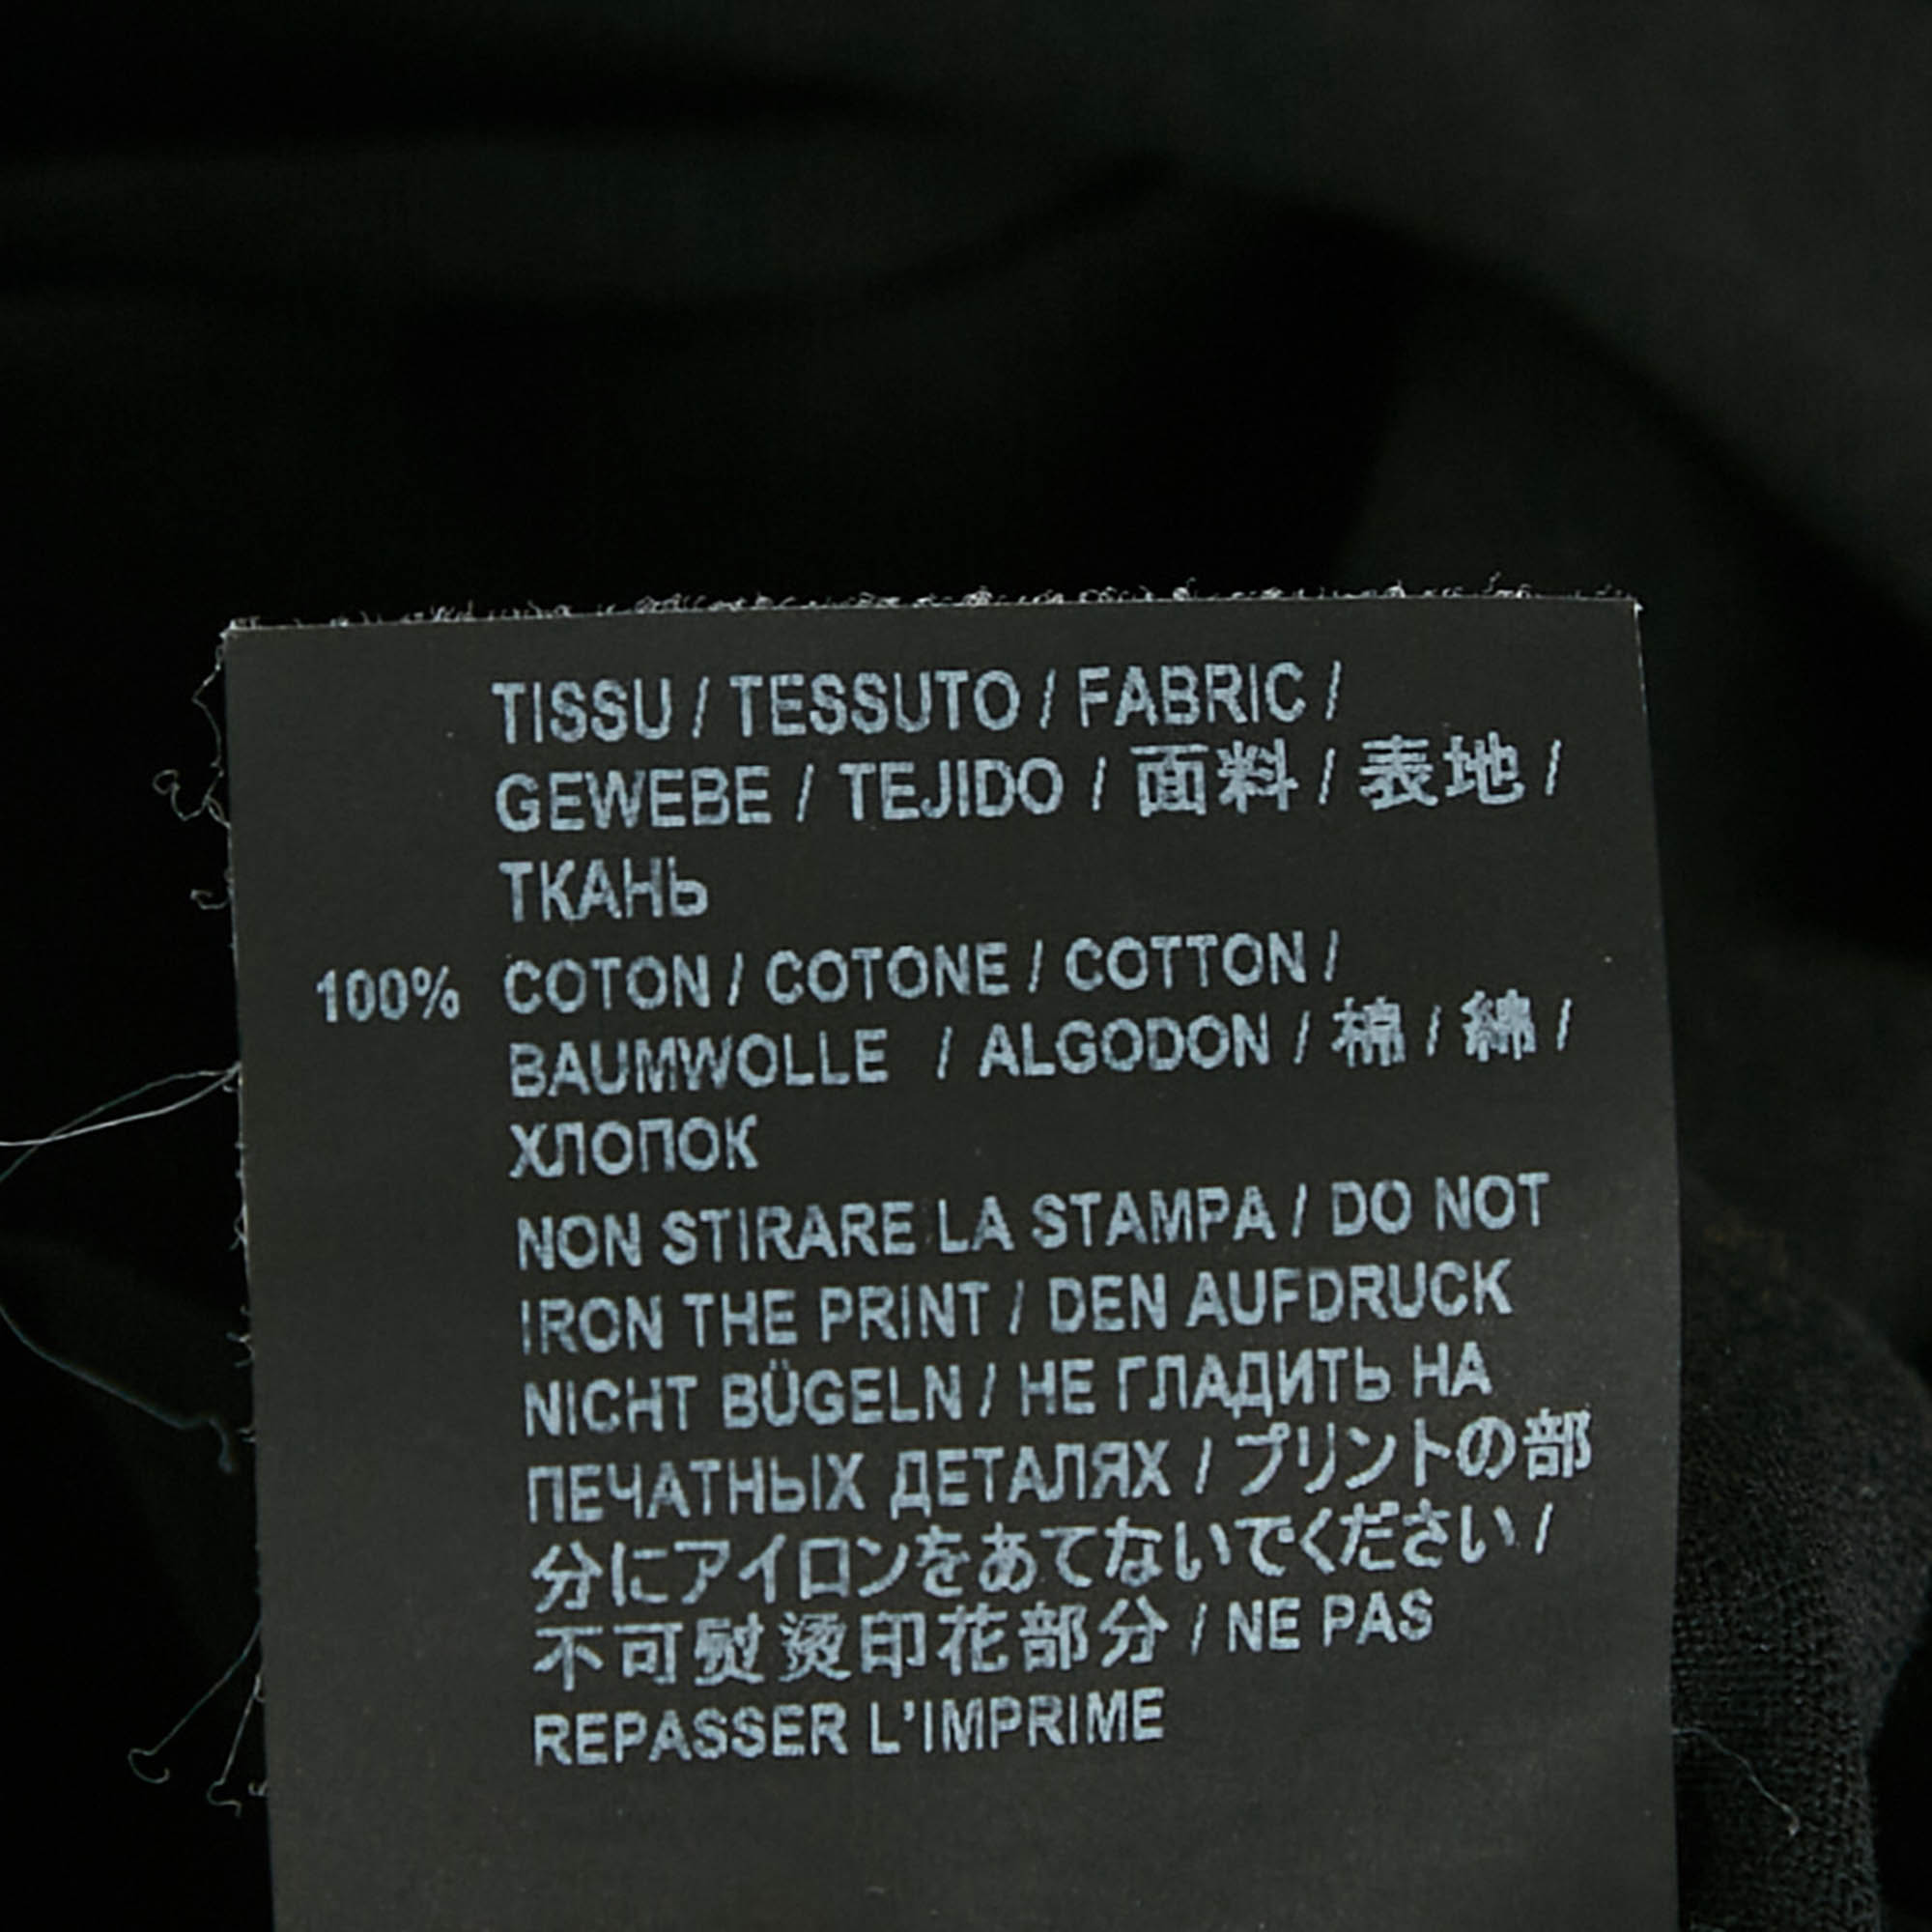 TISSU / TESSUTO / FABRIC /
GEWEBE / TEJIDO / 面料 / 表地 /
ТКАНЬ
100% COTON / COTONE / COTTON /
BAUMWOLLE / ALGODON / 棉 / 綿 /
ХЛОПОК
NON STIRARE LA STAMPA / DO NOT
IRON THE PRINT / DEN AUFDRUCK
NICHT BÜGELN / НЕ ГЛАДИТЬ НА
ПЕЧАТНЫХ ДЕТАЛЯХ / プリントの部
分にアイロンをあてないでください /
不可熨烫印花部分 / NE PAS
REPASSER L'IMPRIME